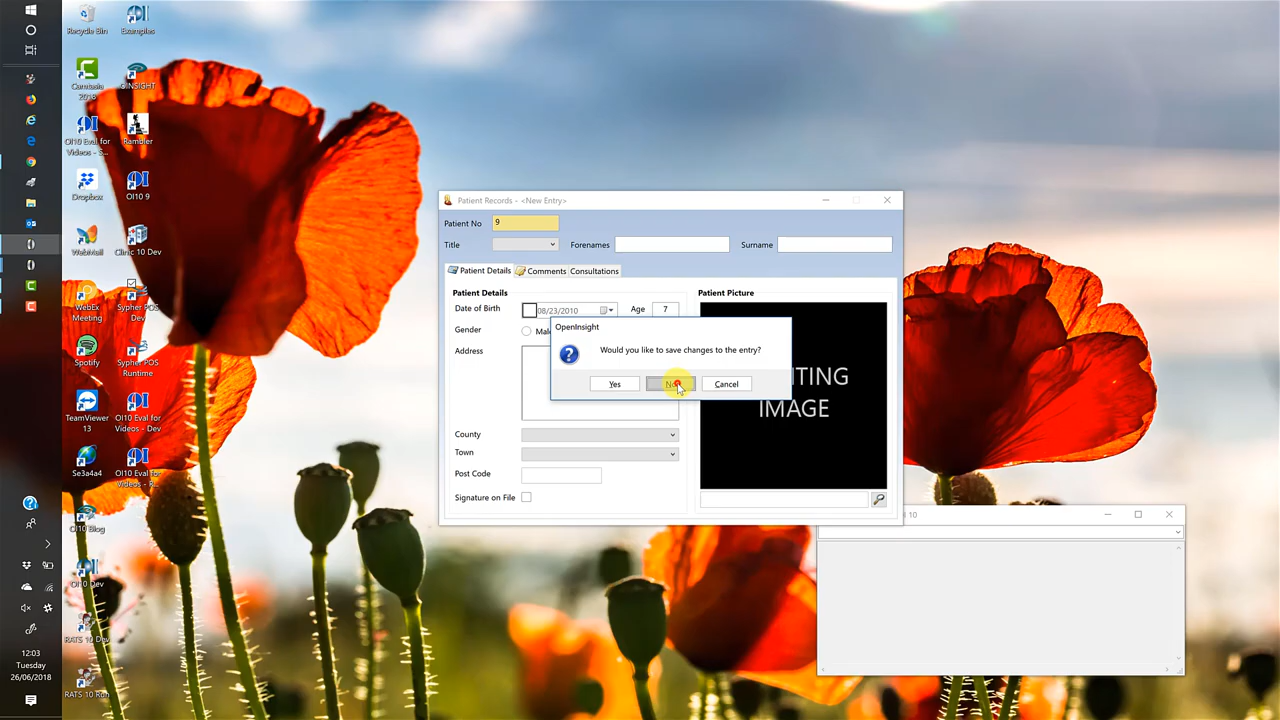 Recycle Bin
Examples
Camtasia
2018
OINSIGHT
OI10 Eval for
Videos - S...
Rambler
Dropbox
OI10 9
WebMail
Clinic 10 Dev
WebEx
Meeting
Sypher POS
Dev
Spotify
Sypher POS
Runtime
TeamViewer
13
OI10 Eval for
Videos - Dev
Se3a4a4
OI10 Eval for
Videos - R...
OI10 Blog
OI10 Dev
RATS 10 Dev
RATS 10 Run
12:03
Tuesday
26/06/2018
Patient Records - <New Entry>
Patient No
9
Title
Forenames
Surname
Patient Details
Comments
Consultations
Patient Details
Date of Birth
08/23/2010
Age
7
Gender
Address
County
Town
Post Code
Signature on File
Patient Picture
IMAGE
OpenInsight
Would you like to save changes to the entry?
Yes
No
Cancel
10